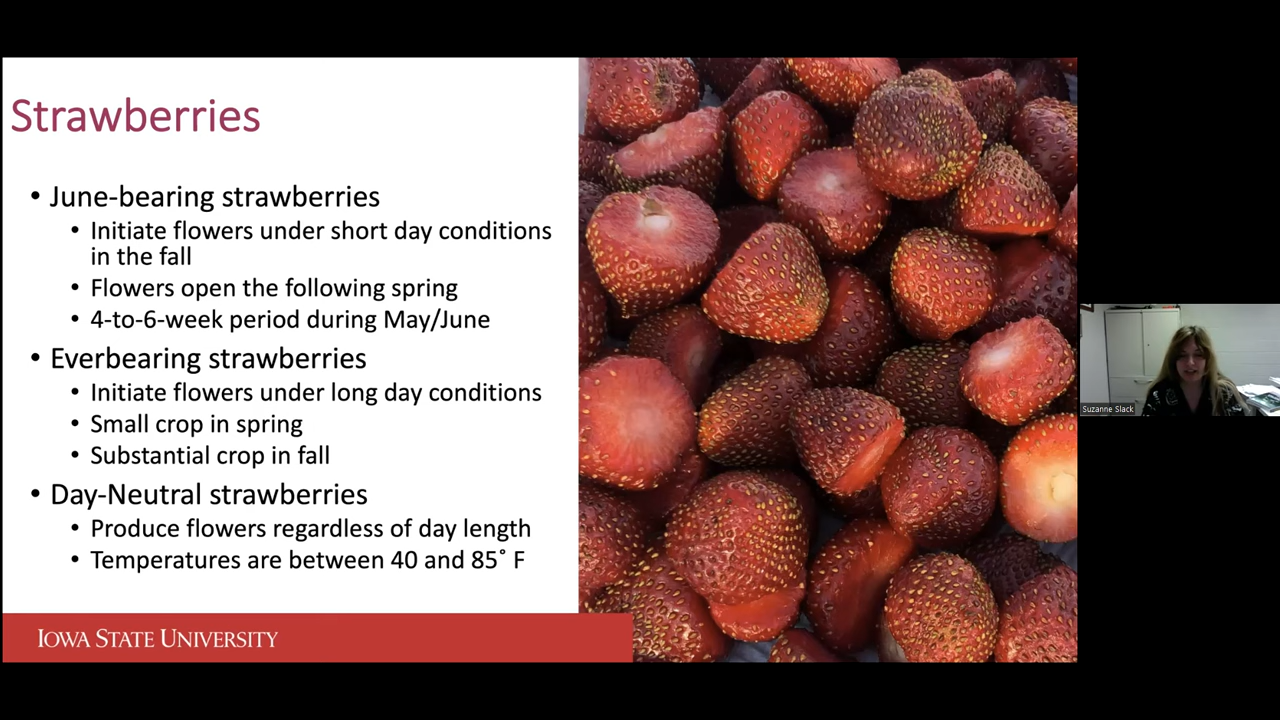 Strawberries
• June-bearing strawberries
• Initiate flowers under short day conditions
in the fall
• Flowers open the following spring
• 4-to-6-week period during May/June
• Everbearing strawberries
• Initiate flowers under long day conditions
• Small crop in spring
• Substantial crop in fall
• Day-Neutral strawberries
• Produce flowers regardless of day length
• Temperatures are between 40 and 85˚ F
IOWA STATE UNIVERSITY
Suzanne Slack